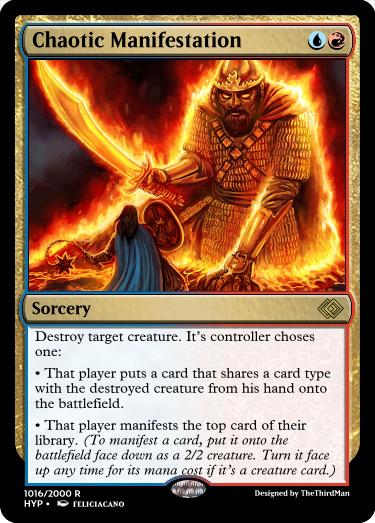 Chaotic Manifestation
Sorcery
Destroy target creature. It's controller choses
one:
• That player puts a card that shares a card type
with the destroyed creature from his hand onto
the battlefield.
• That player manifests the top card of their
library. (To manifest a card, put it onto the
battlefield face down as a 2/2 creature. Turn it face
up any time for its mana cost if it's a creature card.)
1016/2000 R
HYP • FELICIACANO
Designed by TheThirdMan